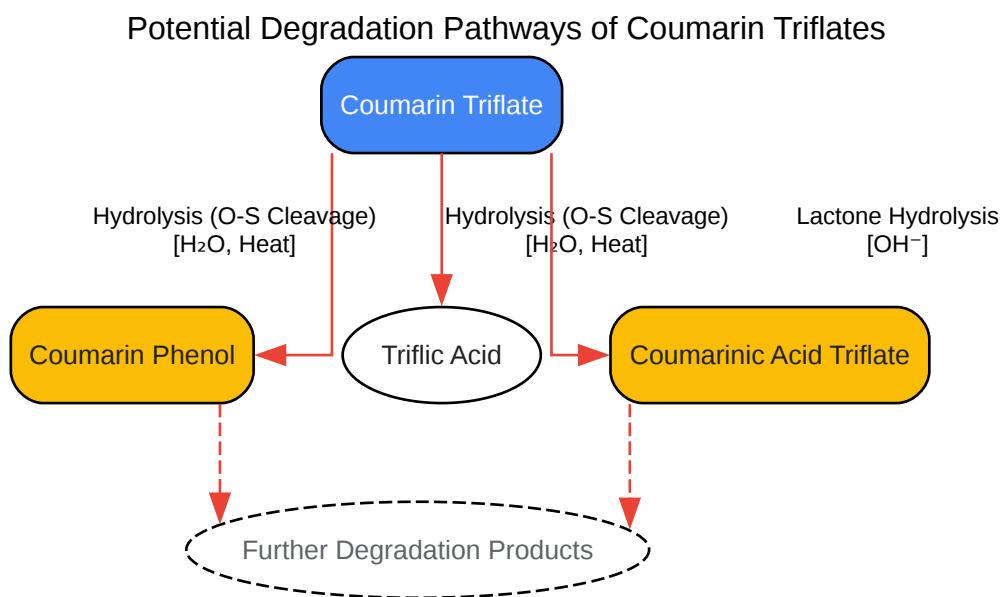 Potential Degradation Pathways of Coumarin Triflates
Coumarin Triflate
Hydrolysis (O-S Cleavage)
[H₂O, Heat]
Hydrolysis (O-S Cleavage)
[H₂O, Heat]
Lactone Hydrolysis
[OH⁻]
Coumarin Phenol
Triflic Acid
Coumarinic Acid Triflate
Further Degradation Products